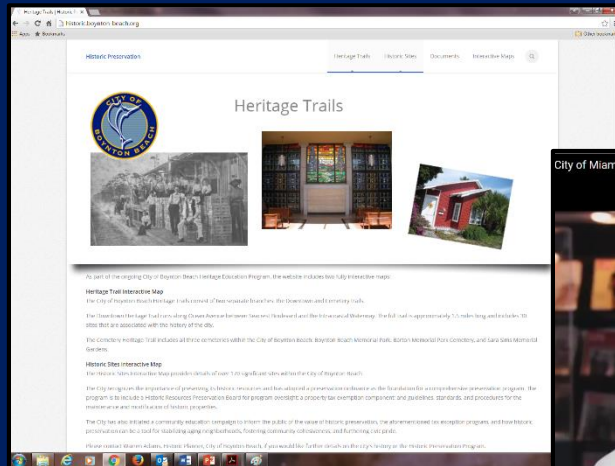 Heritage Trails | Historic P
historic.boynton-beach.org
Apps Bookmarks
Other bookmarks
Historic Preservation
Heritage Trails Historic Sites Documents Interactive Maps
CITY OF BOYNTON BEACH
Heritage Trails
City of Miam
As part of the ongoing City of Boynton Beach Heritage Education Program, the website includes two fully interactive maps.
Heritage Trail Interactive Map
The City of Boynton Beach Heritage Trails consist of two separate branches, the Downtown and Cemetery trails.
The Downtown Heritage Trail runs along Ocean Avenue between Seacrest Boulevard and the Intracoastal Waterway. The full trail is approximately 1.5 miles long and includes
sites that are associated with the history of the city.
The Cemetery Heritage Trail includes all three cemeteries within the City of Boynton Beach: Boynton Beach Memorial Park, Barton Memorial Park Cemetery, and Sara Sims Memorial
Gardens.
Historic Sites Interactive Map
The Historic Sites Interactive Map provides details of over 120 significant sites within the City of Boynton Beach.
The City recognizes the importance of preserving its historic resources and has adopted a preservation ordinance as the foundation for a comprehensive preservation program. The
program is to include a Historic Resources Preservation Board for program oversight, a property tax exemption component, and guidelines, standards, and procedures for the
maintenance and modification of historic properties.
The City has also initiated a community education campaign to inform the public of the value of historic preservation, the aforementioned tax exemption program, and how historic
preservation can be a tool for stabilizing aging neighborhoods, fostering community cohesiveness, and furthering civic pride.
Please contact Warren Adams, Historic Planner, City of Boynton Beach, if you would like further details on the city's history or the Historic Preservation Program.